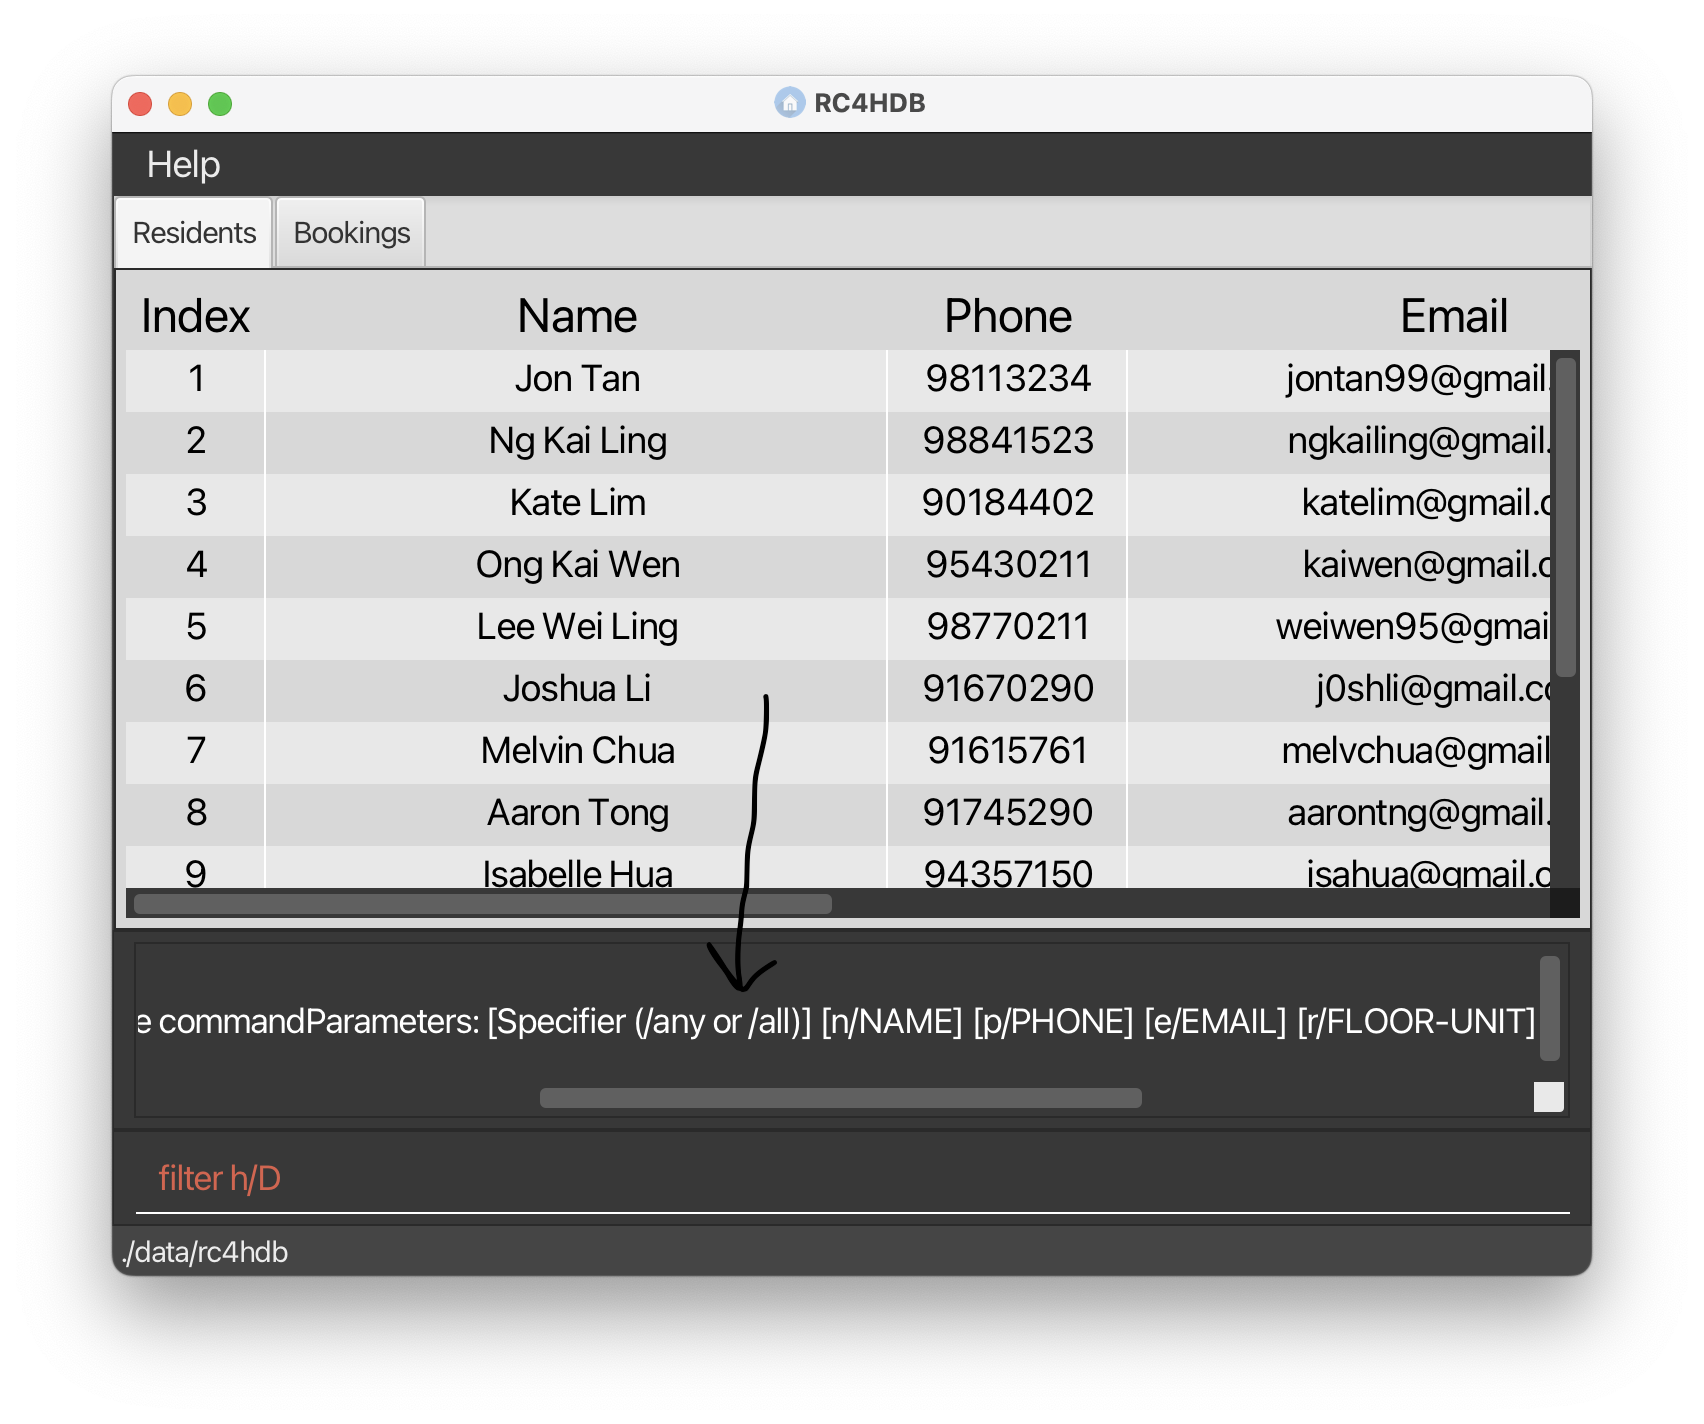 RC4HDB
Help
Residents Bookings
Index Name Phone Email
1 Jon Tan 98113234 jontan99@gmail.
2 Ng Kai Ling 98841523 ngkailing@gmail.
3 Kate Lim 90184402 katelim@gmail.c
4 Ong Kai Wen 95430211 kaiwen@gmail.c
5 Lee Wei Ling 98770211 weiwen95@gmai
6 Joshua Li 91670290 j0shli@gmail.co
7 Melvin Chua 91615761 melvchua@gmail
8 Aaron Tong 91745290 aarontng@gmail.
9 Isabelle Hua 94357150 isahua@gmail.c
e commandParameters: [Specifier (/any or /all)] [n/NAME] [p/PHONE] [e/EMAIL] [r/FLOOR-UNIT]
filter h/D
./data/rc4hdb